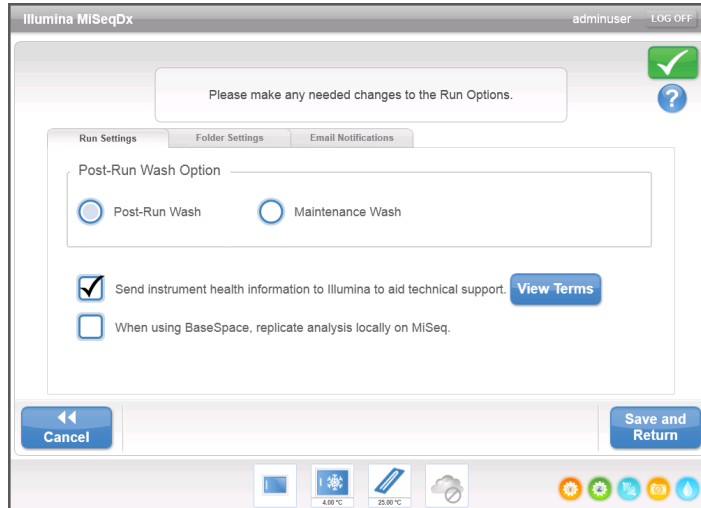 Illumina MiSeqDx
adminuser LOG OFF
Please make any needed changes to the Run Options.
?
Run Settings Folder Settings Email Notifications
Post-Run Wash Option
Post-Run Wash Maintenance Wash
Send instrument health information to Illumina to aid technical support. View Terms
When using BaseSpace, replicate analysis locally on MiSeq.
Cancel
Save and
Return
4.00 °C 25.00 °C